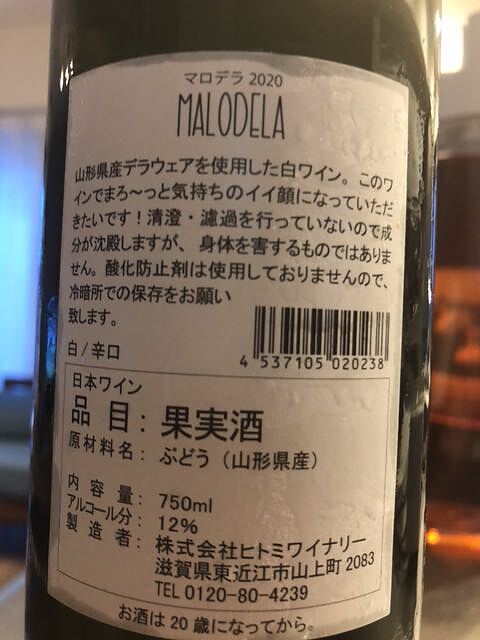 マロデラ 2020
MALODELA
山形県産デラウェアを使用した白ワイン。このワ
インでまろ～っと気持ちのイイ顔になっていただ
きたいです！清澄・濾過を行っていないので成
分が沈殿しますが、身体を害するものではありま
せん。酸化防止剤は使用しておりませんので、
冷暗所での保存をお願い
致します。
白/辛口
4 537105 020238
日本ワイン
品目：果実酒
原材料名：ぶどう（山形県産）
内容量：750ml
アルコール分：12%
製造者：株式会社ヒトミワイナリー
滋賀県東近江市山上町2083
TEL 0120-80-4239
お酒は20歳になってから。